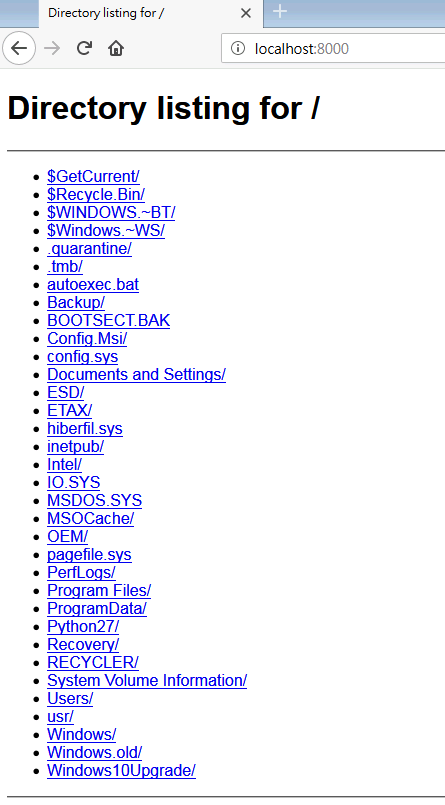 Directory listing for /
localhost:8000
Directory listing for /
$GetCurrent/
$Recycle.Bin/
$WINDOWS.~BT/
$Windows.~WS/
.quarantine/
.tmb/
autoexec.bat
Backup/
BOOTSECT.BAK
Config.Msi/
config.sys
Documents and Settings/
ESD/
ETAX/
hiberfil.sys
inetpub/
Intel/
IO.SYS
MSDOS.SYS
MSOCache/
OEM/
pagefile.sys
PerfLogs/
Program Files/
ProgramData/
Python27/
Recovery/
RECYCLER/
System Volume Information/
Users/
usr/
Windows/
Windows.old/
Windows10Upgrade/